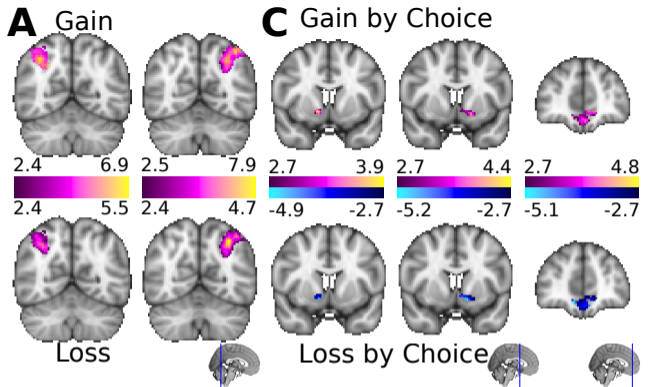 A
Gain
C
Gain by Choice
2.4 6.9
2.5 7.9
2.7 3.9
2.7 4.4
2.7 4.8
2.4 5.5
2.4 4.7
-4.9 -2.7
-5.2 -2.7
-5.1 -2.7
Loss
Loss by Choice